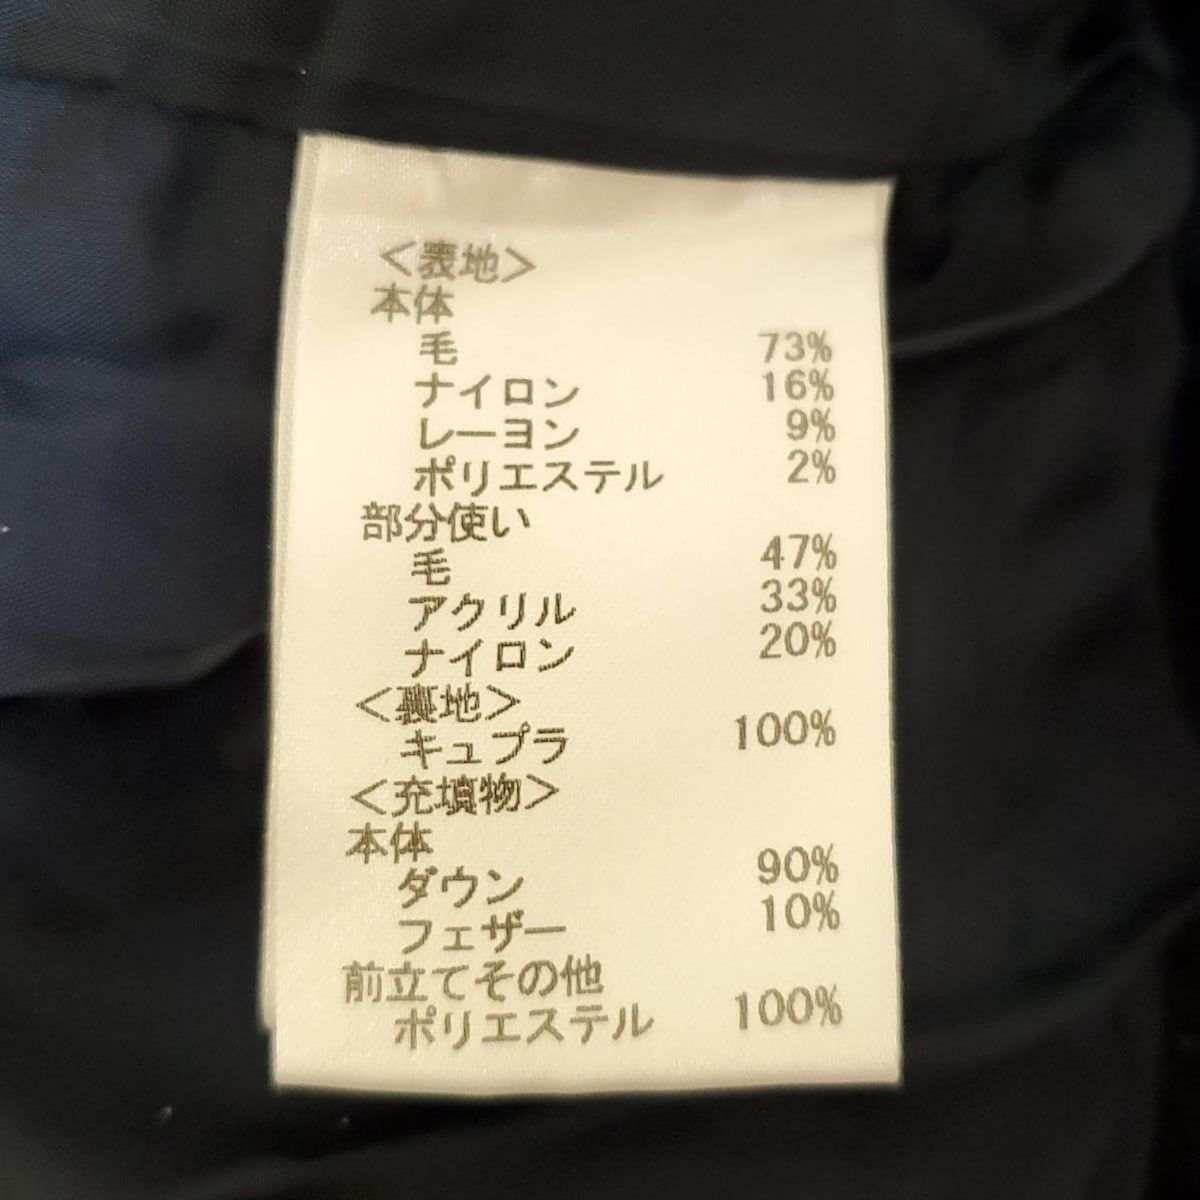 <表地>
本体
毛 73%
ナイロン 16%
レーヨン 9%
ポリエステル 2%
部分使い
毛 47%
アクリル 33%
ナイロン 20%
<裏地>
キュプラ 100%
<充填物>
本体
ダウン 90%
フェザー 10%
前立てその他
ポリエステル 100%